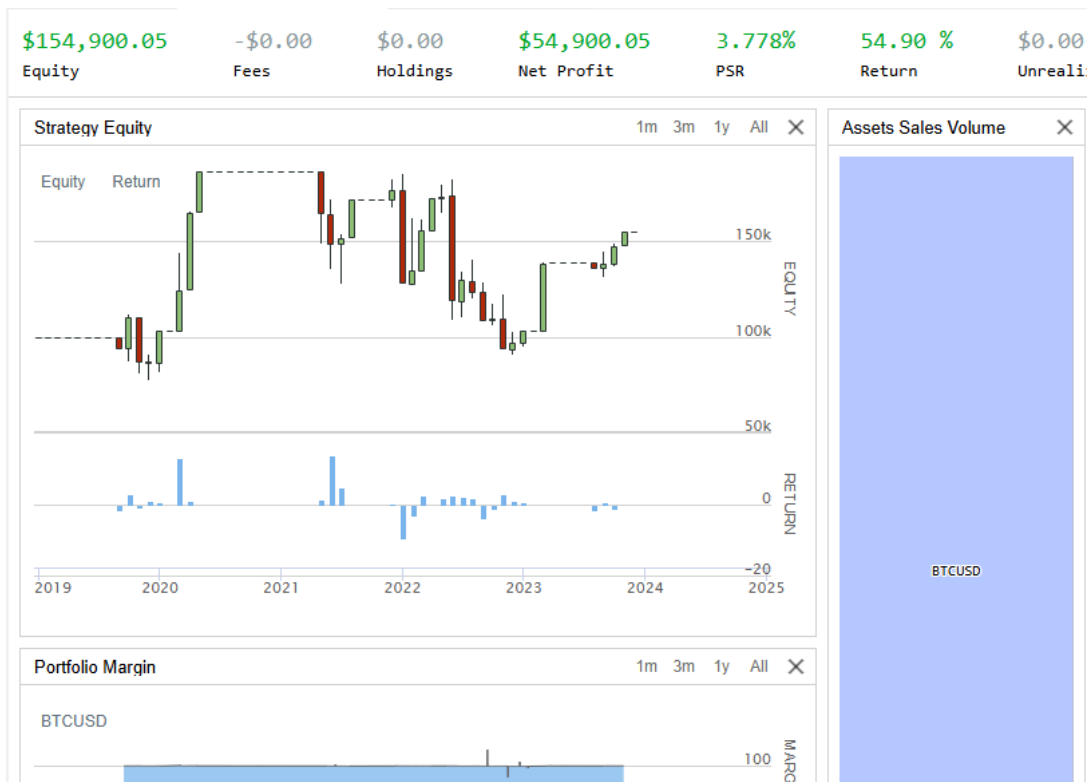 $154,900.05 -$0.00 $0.00 $54,900.05 3.778% 54.90 % $0.00
Equity Fees Holdings Net Profit PSR Return Unreali
Strategy Equity 1m 3m 1y All
Equity Return
150k
EQUITY
100k
50k
0
RETURN
-20
2019 2020 2021 2022 2023 2024 2025
Assets Sales Volume
BTCUSD
Portfolio Margin 1m 3m 1y All
BTCUSD
100
MARG